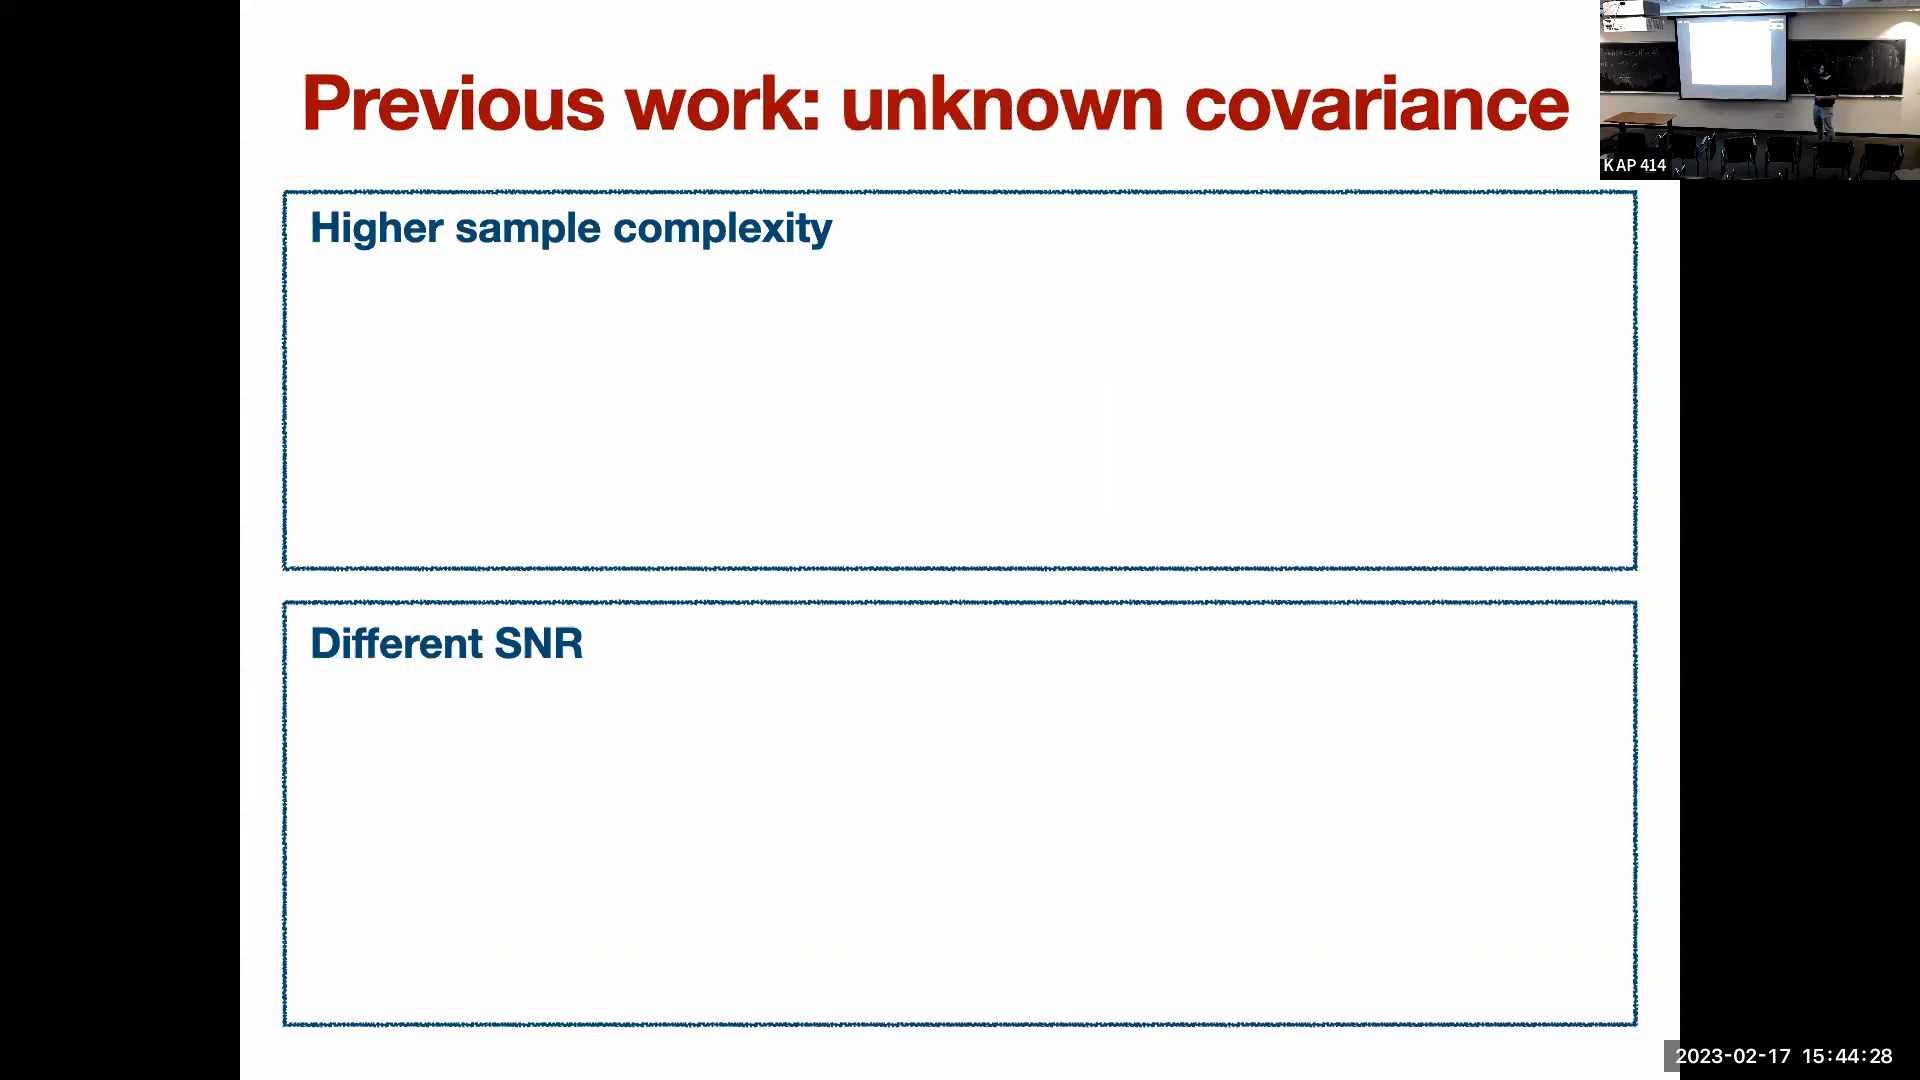 Previous work: unknown covariance
KAP 414
Higher sample complexity
Different SNR
2023-02-17 15:44:28